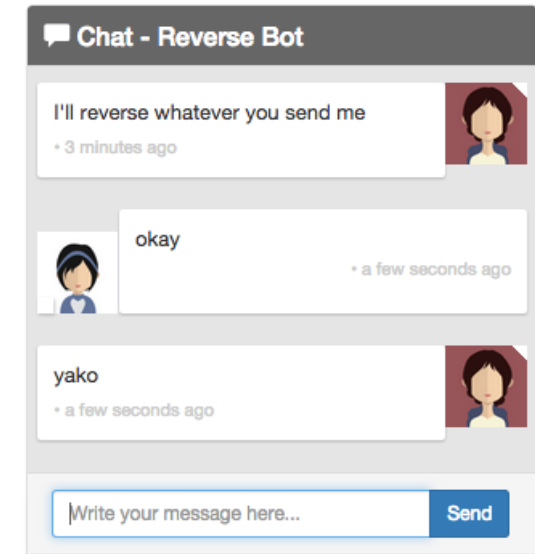 Chat - Reverse Bot
I'll reverse whatever you send me
• 3 minutes ago
okay
• a few seconds ago
yako
• a few seconds ago
Write your message here...
Send